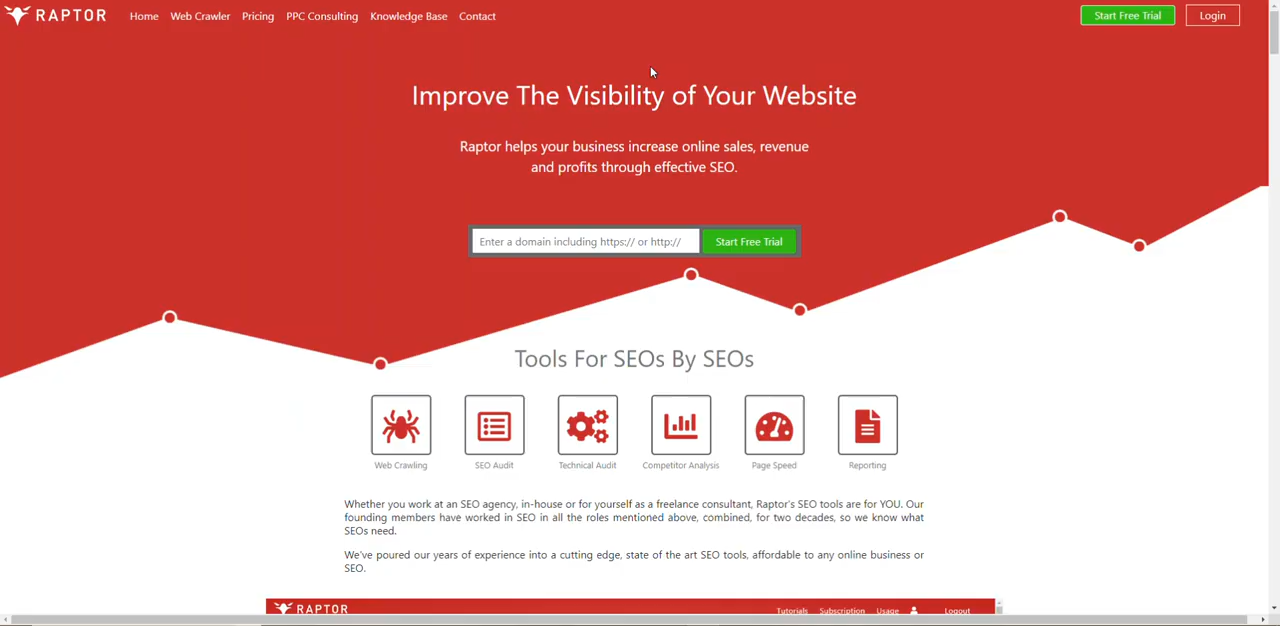 RAPTOR Home Web Crawler Pricing PPC Consulting Knowledge Base Contact Start Free Trial Login
Improve The Visibility of Your Website
Raptor helps your business increase online sales, revenue
and profits through effective SEO.
Enter a domain including https:// or http:// Start Free Trial
Tools For SEOs By SEOs
Web Crawling SEO Audit Technical Audit Competitor Analysis Page Speed Reporting
Whether you work at an SEO agency, in-house or for yourself as a freelance consultant, Raptor's SEO tools are for YOU. Our
founding members have worked in SEO in all the roles mentioned above, combined, for two decades, so we know what
SEOs need.
We've poured our years of experience into a cutting edge, state of the art SEO tools, affordable to any online business or
SEO.
RAPTOR Tutorials Subscription Usage Logout